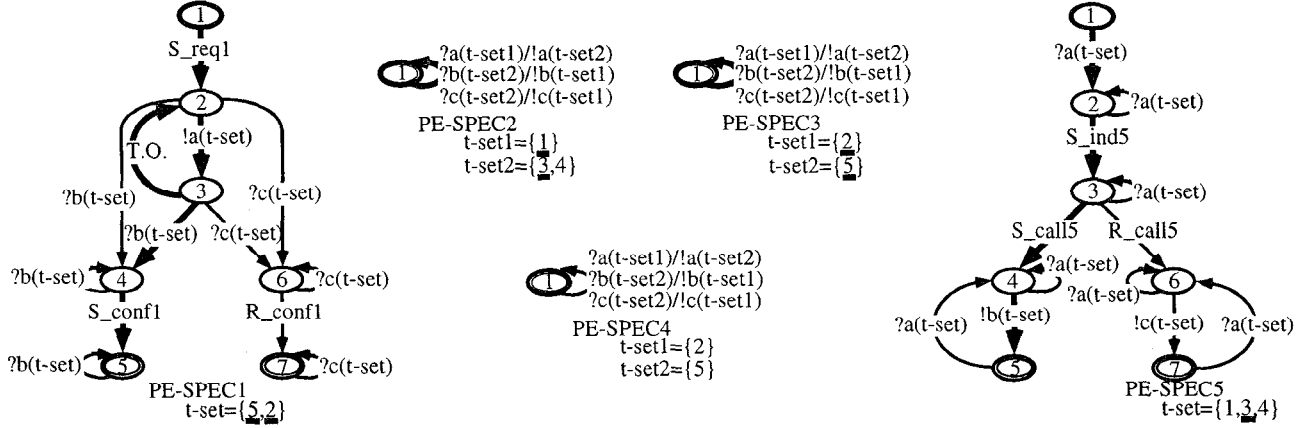 1
S_req1
2
!a(t-set)
T.O.
3
?b(t-set)
?c(t-set)
?b(t-set)
?c(t-set)
?b(t-set)
4
6
?c(t-set)
S_conf1
R_conf1
?b(t-set)
5
7
?c(t-set)
PE-SPEC1
t-set={5,2}
1
?a(t-set1)/!a(t-set2)
?b(t-set2)/!b(t-set1)
?c(t-set2)/!c(t-set1)
PE-SPEC2
t-set1={1}
t-set2={3,4}
1
?a(t-set1)/!a(t-set2)
?b(t-set2)/!b(t-set1)
?c(t-set2)/!c(t-set1)
PE-SPEC3
t-set1={2}
t-set2={5}
1
?a(t-set1)/!a(t-set2)
?b(t-set2)/!b(t-set1)
?c(t-set2)/!c(t-set1)
PE-SPEC4
t-set1={2}
t-set2={5}
1
?a(t-set)
2
?a(t-set)
S_ind5
3
?a(t-set)
S_call5
R_call5
4
?a(t-set)
?a(t-set)
6
?a(t-set)
!b(t-set)
!c(t-set)
?a(t-set)
5
7
PE-SPEC5
t-set={1,3,4}